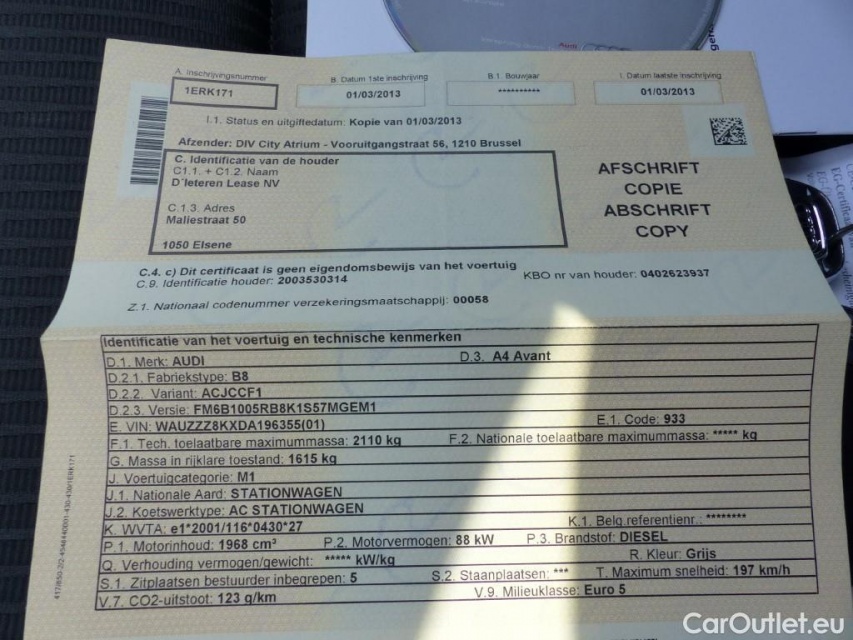 A. Inschrijvingsnummer
1ERK171
B. Datum 1ste inschrijving
01/03/2013
B.1. Bouwjaar
**********
I. Datum laatste inschrijving
01/03/2013
I.1. Status en uitgiftedatum: Kopie van 01/03/2013
Afzender: DIV City Atrium - Vooruitgangstraat 56, 1210 Brussel
C. Identificatie van de houder
C1.1. + C1.2. Naam
D'Ieteren Lease NV
C.1.3. Adres
Maliestraat 50
1050 Elsene
AFSCHRIFT
COPIE
ABSCHRIFT
COPY
C.4. c) Dit certificaat is geen eigendomsbewijs van het voertuig
C.9. Identificatie houder: 2003530314
KBO nr van houder: 0402623937
Z.1. Nationaal codenummer verzekeringsmaatschappij: 00058
Identificatie van het voertuig en technische kenmerken
D.1. Merk: AUDI
D.3. A4 Avant
D.2.1. Fabriekstype: B8
D.2.2. Variant: ACJCCF1
D.2.3. Versie: FM6B1005RB8K1S57MGEM1
E. VIN: WAUZZZ8KXDA196355(01)
E.1. Code: 933
F.1. Tech. toelaatbare maximummassa: 2110 kg
F.2. Nationale toelaatbare maximummassa: ***** kg
G. Massa in rijklare toestand: 1615 kg
J. Voertuigcategorie: M1
J.1. Nationale Aard: STATIONWAGEN
J.2. Koetswerktype: AC STATIONWAGEN
K. WVTA: e1*2001/116*0430*27
K.1. Belg.referentienr.: ********
P.1. Motorinhoud: 1968 cm³
P.2. Motorvermogen: 88 kW
P.3. Brandstof: DIESEL
Q. Verhouding vermogen/gewicht: ***** kW/kg
R. Kleur: Grijs
S.1. Zitplaatsen bestuurder inbegrepen: 5
S.2. Staanplaatsen: ***
T. Maximum snelheid: 197 km/h
V.7. CO2-uitstoot: 123 g/km
V.9. Milieuklasse: Euro 5
CarOutlet.eu